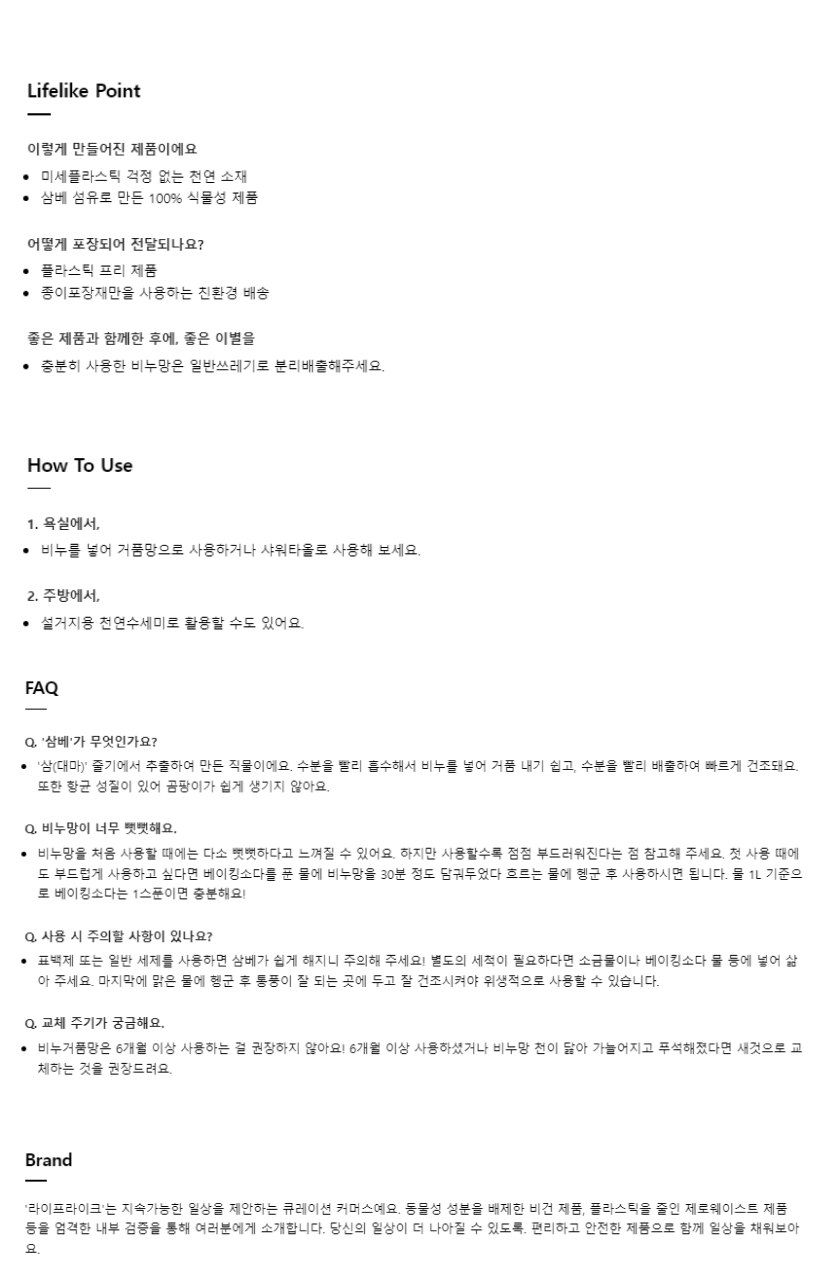 Lifelike Point
이렇게 만들어진 제품이에요
• 미세플라스틱 걱정 없는 천연 소재
• 삼베 섬유로 만든 100% 식물성 제품
어떻게 포장되어 전달되나요?
• 플라스틱 프리 제품
• 종이포장재만을 사용하는 친환경 배송
좋은 제품과 함께한 후에, 좋은 이별을
• 충분히 사용한 비누망은 일반쓰레기로 분리배출해주세요.
How To Use
1. 욕실에서,
• 비누를 넣어 거품망으로 사용하거나 샤워타올로 사용해 보세요.
2. 주방에서,
• 설거지용 천연수세미로 활용할 수도 있어요.
FAQ
Q. '삼베'가 무엇인가요?
• '삼(대마)' 줄기에서 추출하여 만든 직물이에요. 수분을 빨리 흡수해서 비누를 넣어 거품 내기 쉽고, 수분을 빨리 배출하여 빠르게 건조돼요.
또한 항균 성질이 있어 곰팡이가 쉽게 생기지 않아요.
Q. 비누망이 너무 뻣뻣해요.
• 비누망을 처음 사용할 때에는 다소 뻣뻣하다고 느껴질 수 있어요. 하지만 사용할수록 점점 부드러워진다는 점 참고해 주세요. 첫 사용 때에
도 부드럽게 사용하고 싶다면 베이킹소다를 푼 물에 비누망을 30분 정도 담궈두었다 흐르는 물에 헹군 후 사용하시면 됩니다. 물 1L 기준으
로 베이킹소다는 1스푼이면 충분해요!
Q. 사용 시 주의할 사항이 있나요?
• 표백제 또는 일반 세제를 사용하면 삼베가 쉽게 해지니 주의해 주세요! 별도의 세척이 필요하다면 소금물이나 베이킹소다 물 등에 넣어 삶
아 주세요. 마지막에 맑은 물에 헹군 후 통풍이 잘 되는 곳에 두고 잘 건조시켜야 위생적으로 사용할 수 있습니다.
Q. 교체 주기가 궁금해요.
• 비누거품망은 6개월 이상 사용하는 걸 권장하지 않아요! 6개월 이상 사용하셨거나 비누망 천이 닳아 가늘어지고 푸석해졌다면 새것으로 교
체하는 것을 권장드려요.
Brand
'라이프라이크'는 지속가능한 일상을 제안하는 큐레이션 커머스예요. 동물성 성분을 배제한 비건 제품, 플라스틱을 줄인 제로웨이스트 제품
등을 엄격한 내부 검증을 통해 여러분에게 소개합니다. 당신의 일상이 더 나아질 수 있도록. 편리하고 안전한 제품으로 함께 일상을 채워보아
요.